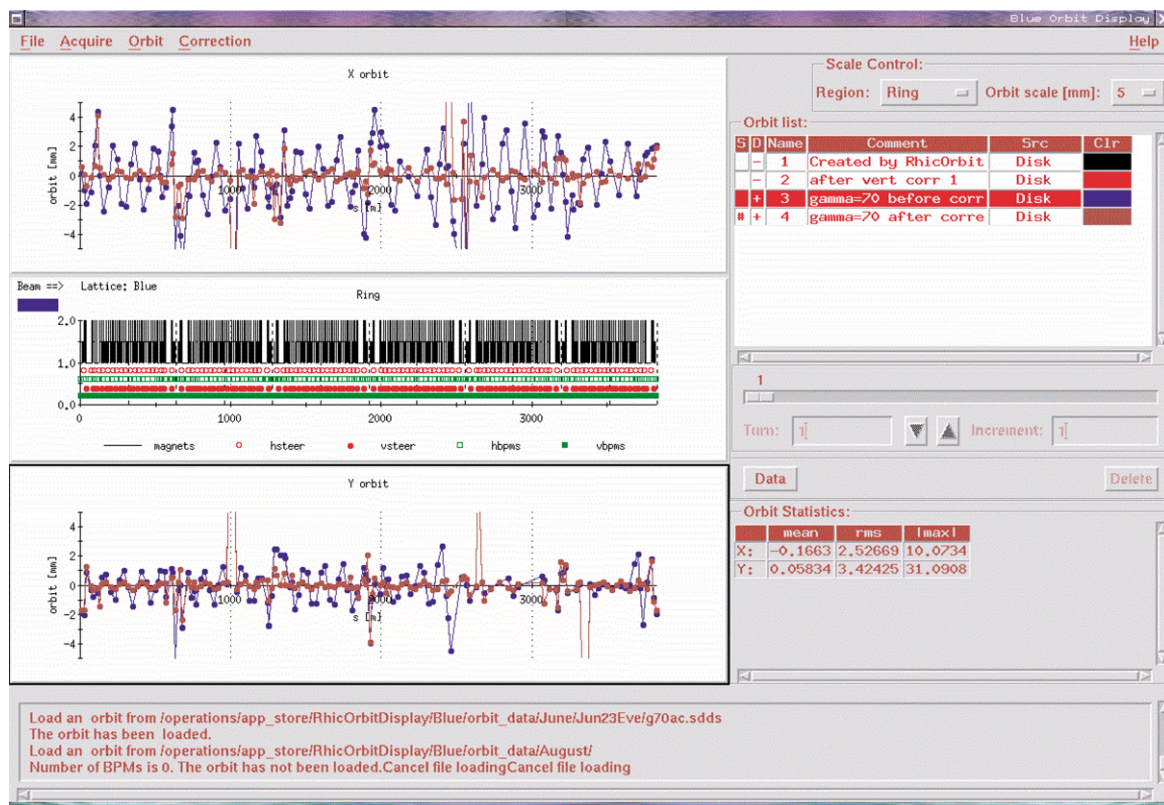 Blue Orbit Display
File Acquire Orbit Correction Help
X orbit
orbit [mm]
4
2
0
-2
-4
1000 2000 3000
s [m]
Beam ==> Lattice: Blue
Ring
2.0
1.0
0.0
0 1000 2000 3000
magnets hsteer vsteer hbpms vbpms
Y orbit
orbit [mm]
4
2
0
-2
-4
1000 2000 3000
s [m]
Scale Control:
Region: Ring Orbit scale [mm]: 5
Orbit list:
S D Name Comment Src Clr
- 1 Created by RhicOrbit Disk
- 2 after vert corr 1 Disk
+ 3 gamma=70 before corr Disk
# + 4 gamma=70 after corre Disk
1
Turn: 1 Increment: 1
Data Delete
Orbit Statistics:
mean rms |max|
X: -0.1663 2.52669 10.0734
Y: 0.05834 3.42425 31.0908
Load an orbit from /operations/app_store/RhicOrbitDisplay/Blue/orbit_data/June/Jun23Eve/g70ac.sdds
The orbit has been loaded.
Load an orbit from /operations/app_store/RhicOrbitDisplay/Blue/orbit_data/August/
Number of BPMs is 0. The orbit has not been loaded.Cancel file loadingCancel file loading